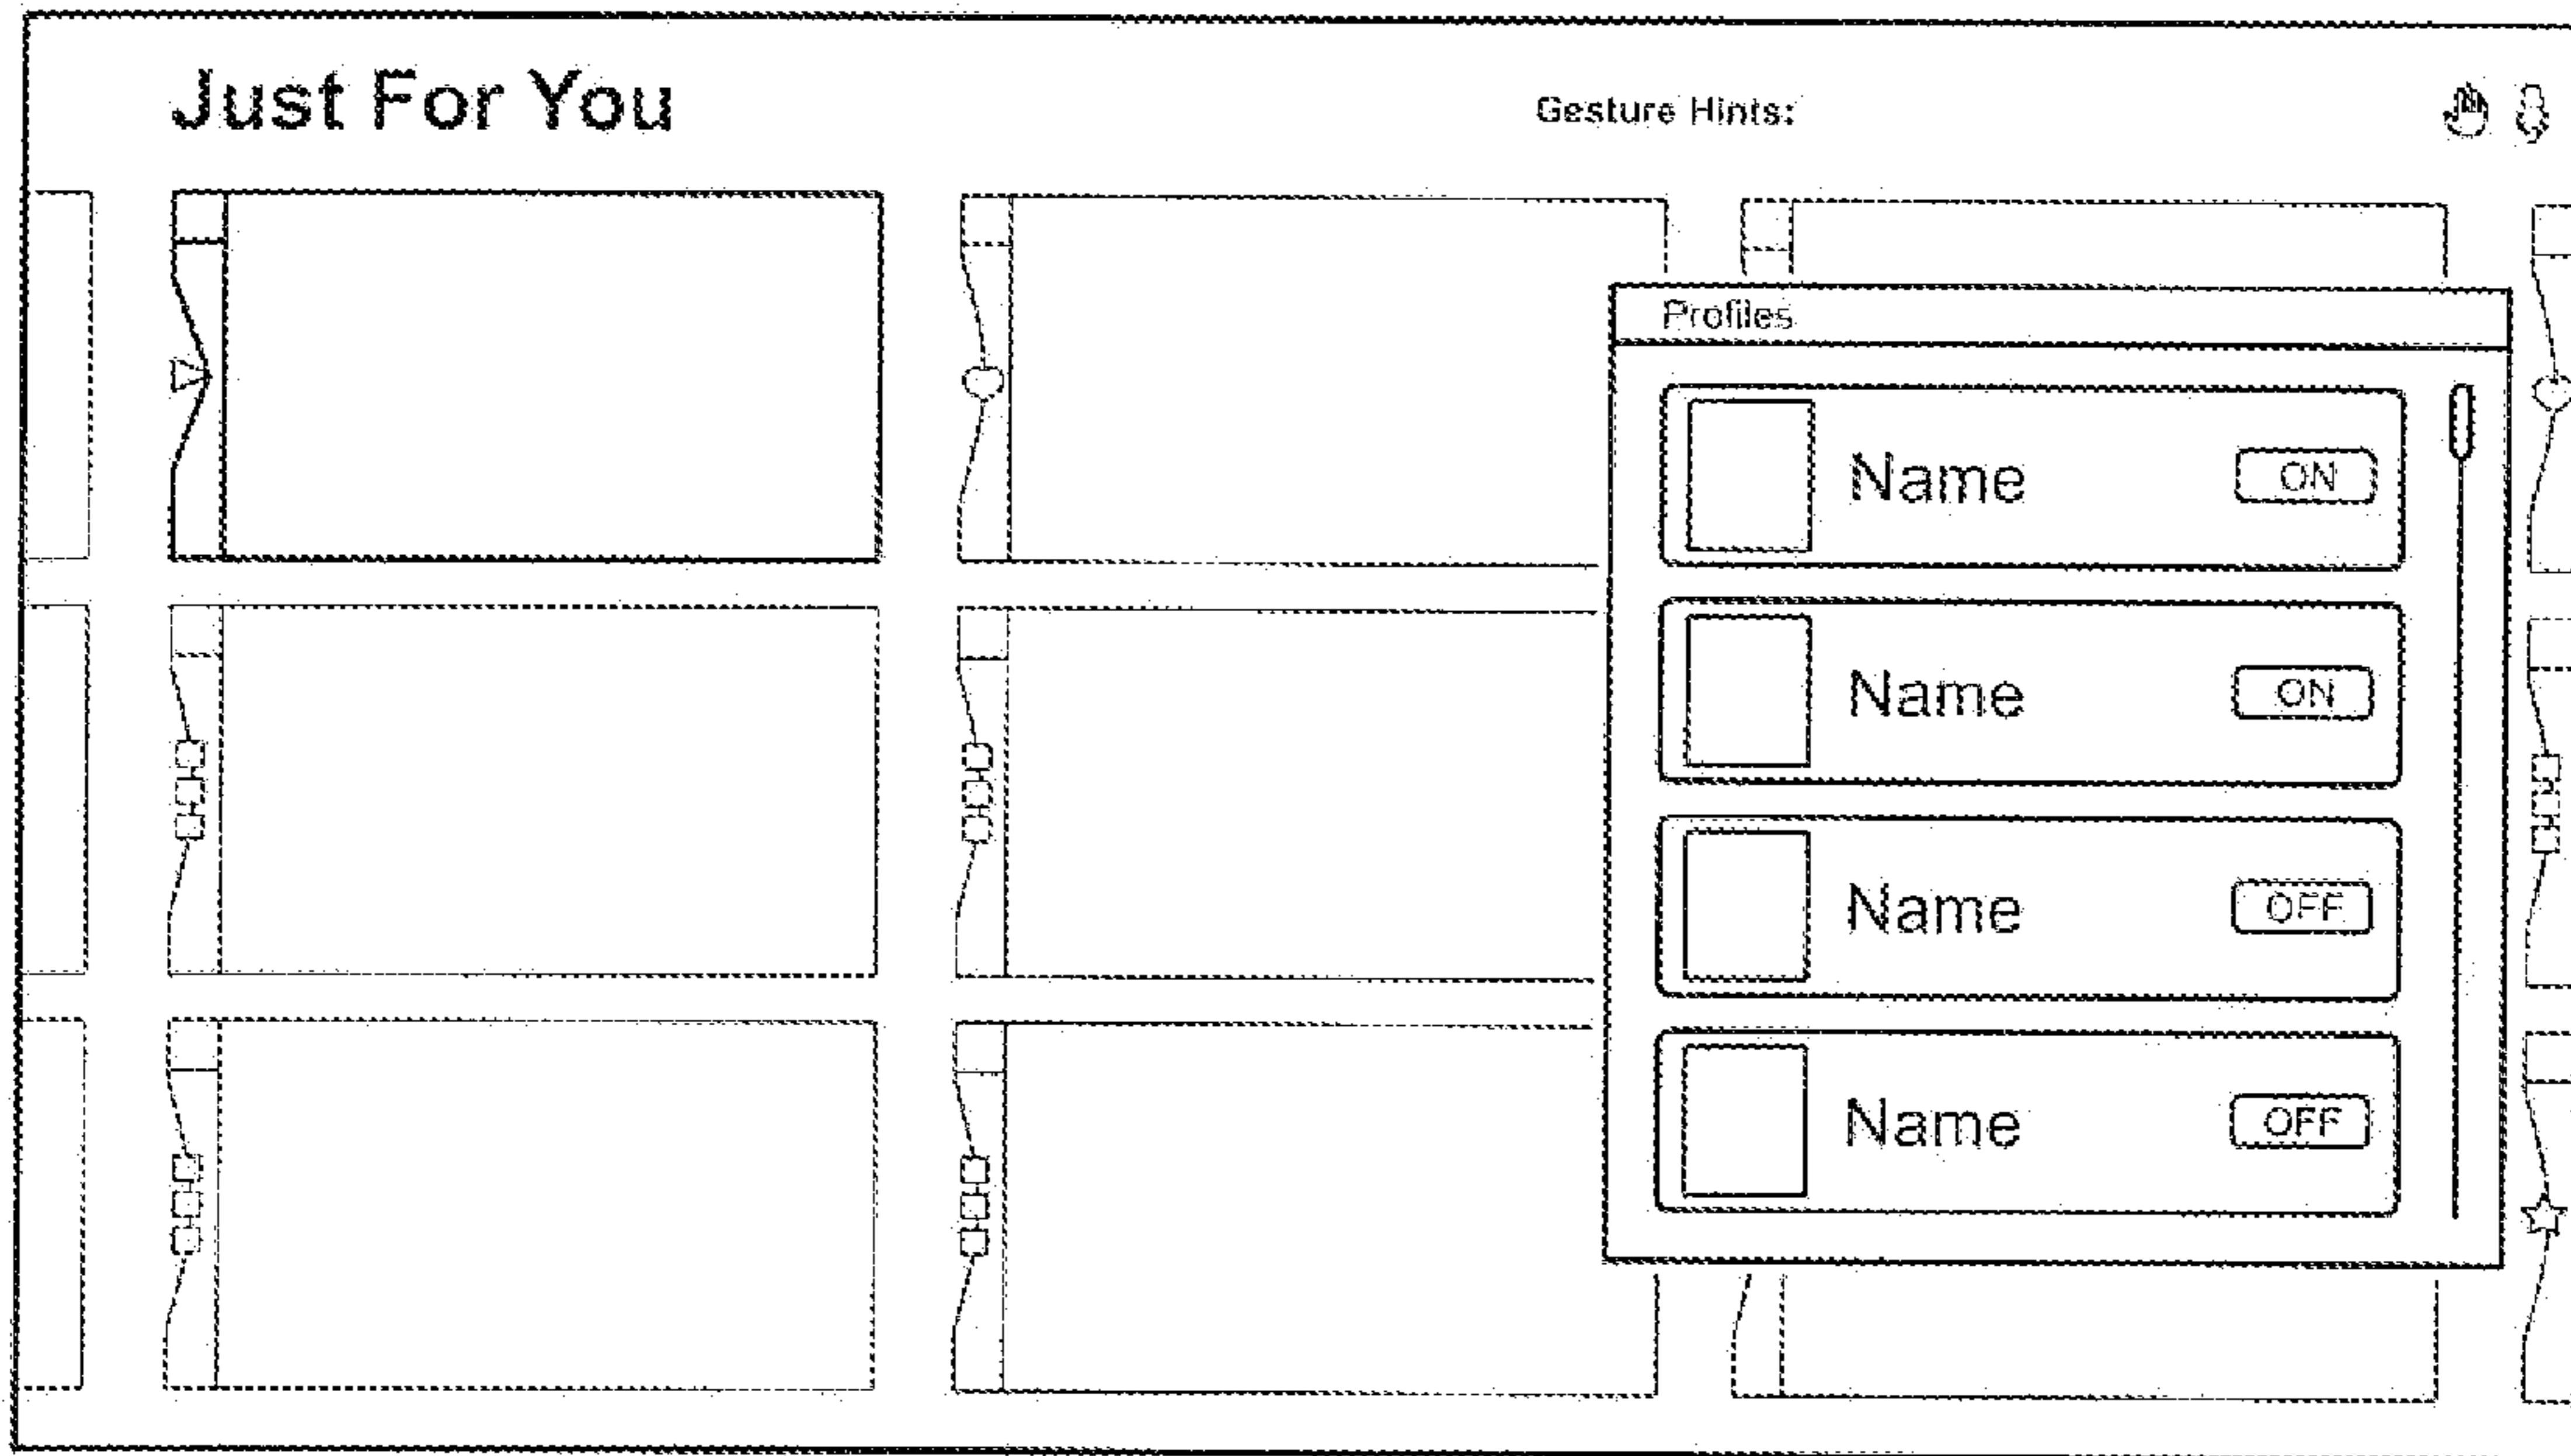 Just For You
Gesture Hints:
Profiles
Name ON
Name ON
Name OFF
Name OFF